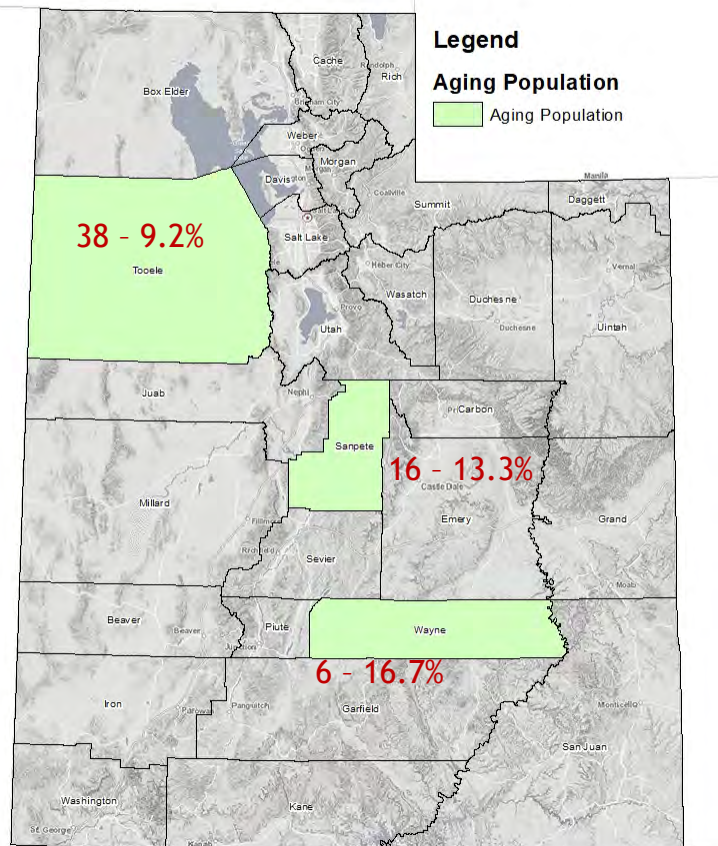 Legend
Aging Population
Aging Population
Cache
Randolph
Rich
Box Elder
Brigham City
Weber
Morgan
Morgan
Davis
Coalville
Summit
Manila
Daggett
38 - 9.2%
Tooele
Salt Lake
Heber City
Wasatch
Vernal
Duchesne
Duchesne
Uintah
Provo
Utah
Juab
Nephi
Carbon
Sanpete
16 - 13.3%
Castle Dale
Millard
Emery
Grand
Fillmore
Richfield
Sevier
Moab
Beaver
Beaver
Piute
Junction
Wayne
6 - 16.7%
Iron
Parowan
Panguitch
Garfield
Monticello
San Juan
Washington
Kane
St. George
Kanab